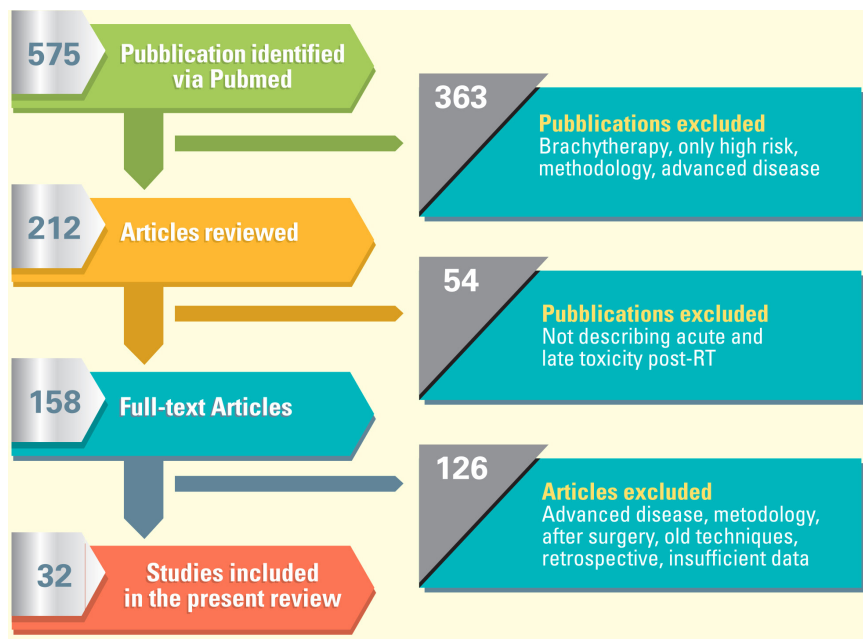 575
Pubblication identified
via Pubmed
363
Pubblications excluded
Brachytherapy, only high risk,
methodology, advanced disease
212
Articles reviewed
54
Pubblications excluded
Not describing acute and
late toxicity post-RT
158
Full-text Articles
126
Articles excluded
Advanced disease, metodology,
after surgery, old techniques,
retrospective, insufficient data
32
Studies included
in the present review